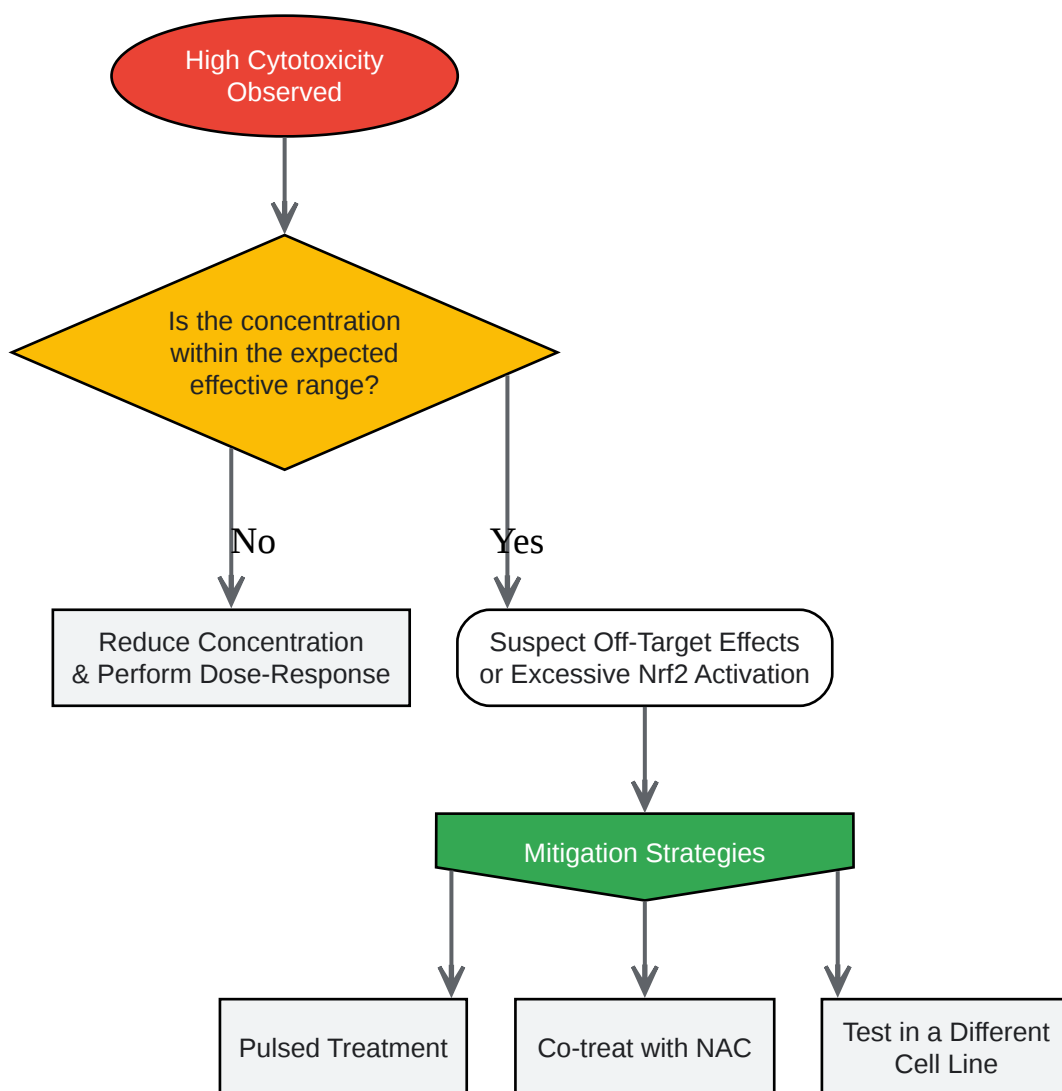 High Cytotoxicity
Observed
Is the concentration
within the expected
effective range?
No
Yes
Reduce Concentration
& Perform Dose-Response
Suspect Off-Target Effects
or Excessive Nrf2 Activation
Mitigation Strategies
Pulsed Treatment
Co-treat with NAC
Test in a Different
Cell Line